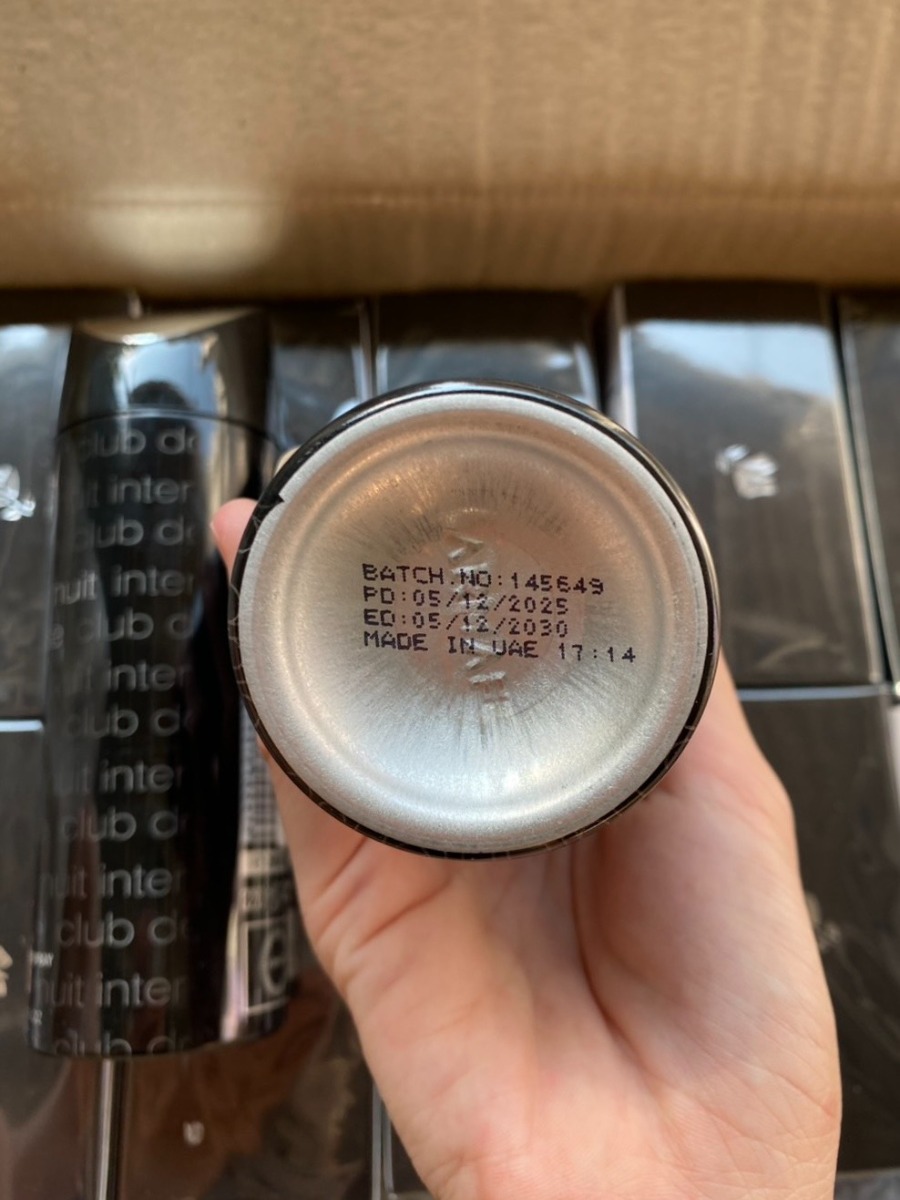 BATCH.NO:145649
PD:05/12/2025
ED:05/12/2030
MADE IN UAE 17:14
club de
nuit inter
club de
nuit inter
club de
nuit inter
club de
nuit inter
club de
nuit inter
club de
nuit inter
club de